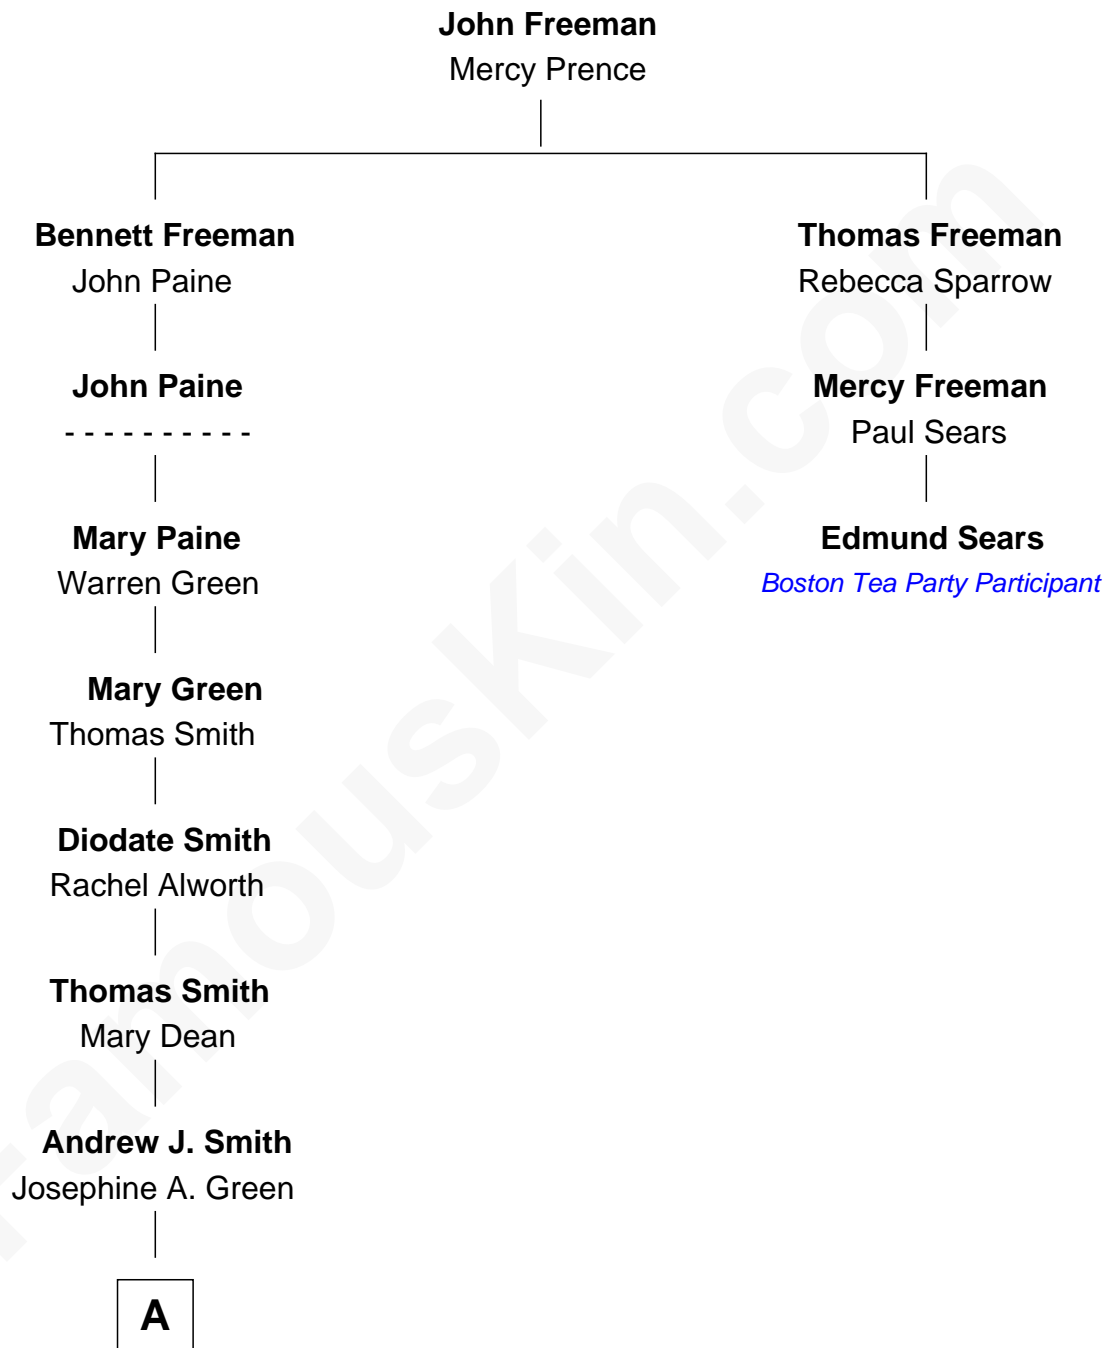 John Freeman
Mercy Prence
Bennett Freeman
John Paine
Thomas Freeman
Rebecca Sparrow
John Paine
- - - - - - - - - -
Mercy Freeman
Paul Sears
Mary Paine
Warren Green
Edmund Sears
Boston Tea Party Participant
Mary Green
Thomas Smith
Diodate Smith
Rachel Alworth
Thomas Smith
Mary Dean
Andrew J. Smith
Josephine A. Green
A
FamousKin.com